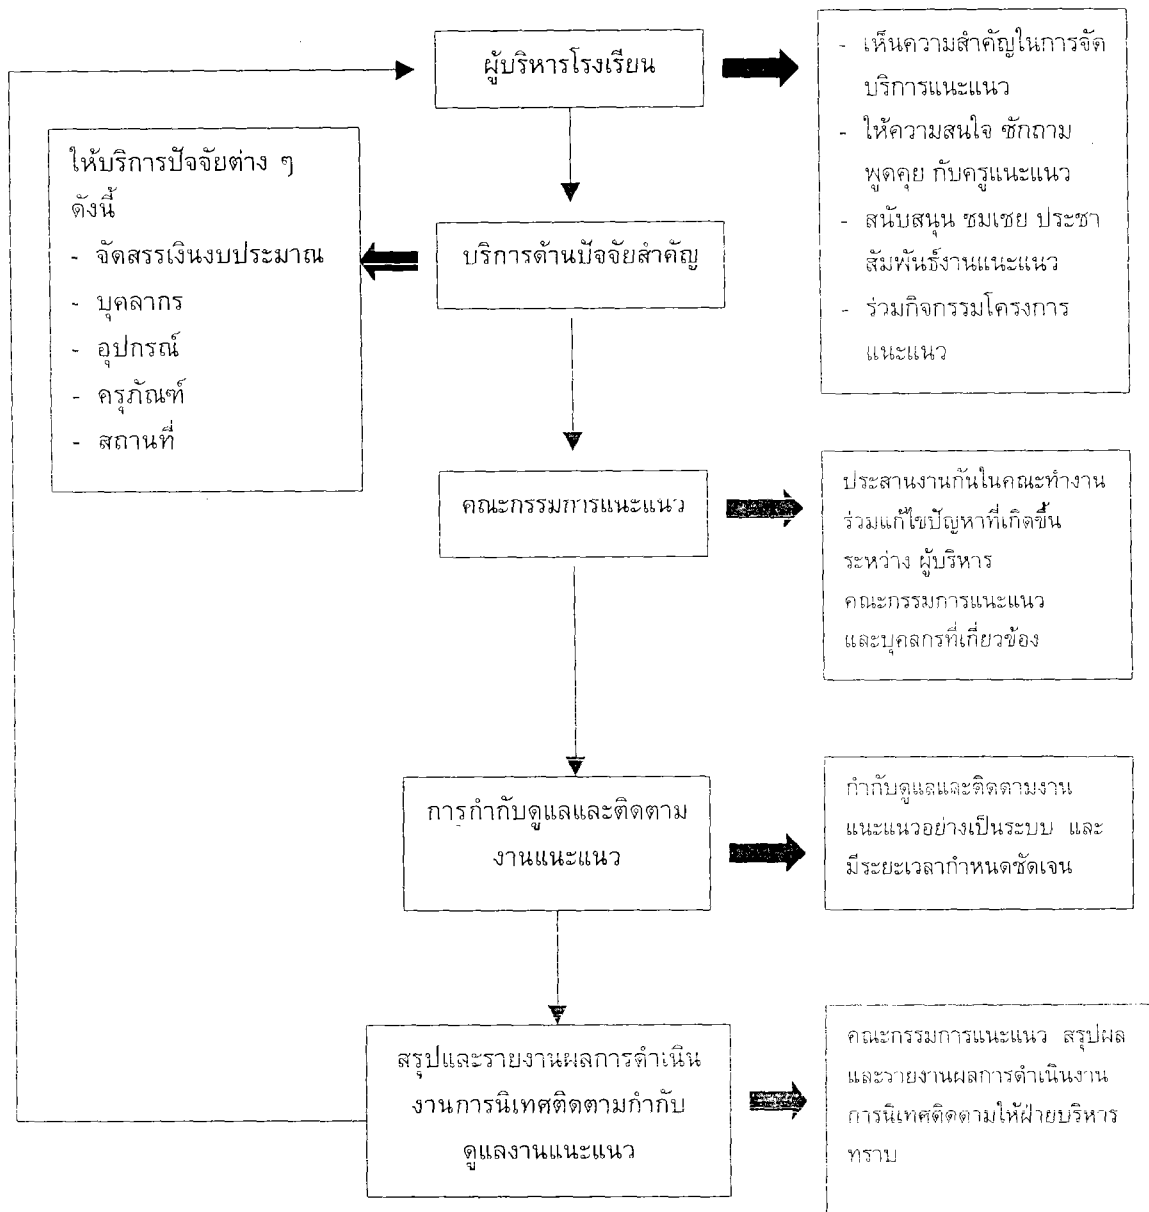 ผู้บริหารโรงเรียน
- เห็นความสำคัญในการจัด
บริการแนะแนว
- ให้ความสนใจ ซักถาม
พูดคุย กับครูแนะแนว
- สนับสนุน ชมเชย ประชา
สัมพันธ์งานแนะแนว
- ร่วมกิจกรรมโครงการ
แนะแนว
บริการด้านปัจจัยสำคัญ
ให้บริการปัจจัยต่าง ๆ
ดังนี้
- จัดสรรเงินงบประมาณ
- บุคลากร
- อุปกรณ์
- ครุภัณฑ์
- สถานที่
คณะกรรมการแนะแนว
ประสานงานกันในคณะทำงาน
ร่วมแก้ไขปัญหาที่เกิดขึ้น
ระหว่าง ผู้บริหาร
คณะกรรมการแนะแนว
และบุคลกรที่เกี่ยวข้อง
การกำกับดูแลและติดตาม
งานแนะแนว
กำกับดูแลและติดตามงาน
แนะแนวอย่างเป็นระบบ และ
มีระยะเวลากำหนดชัดเจน
สรุปและรายงานผลการดำเนิน
งานการนิเทศติดตามกำกับ
ดูแลงานแนะแนว
คณะกรรมการแนะแนว สรุปผล
และรายงานผลการดำเนินงาน
การนิเทศติดตามให้ฝ่ายบริหาร
ทราบ